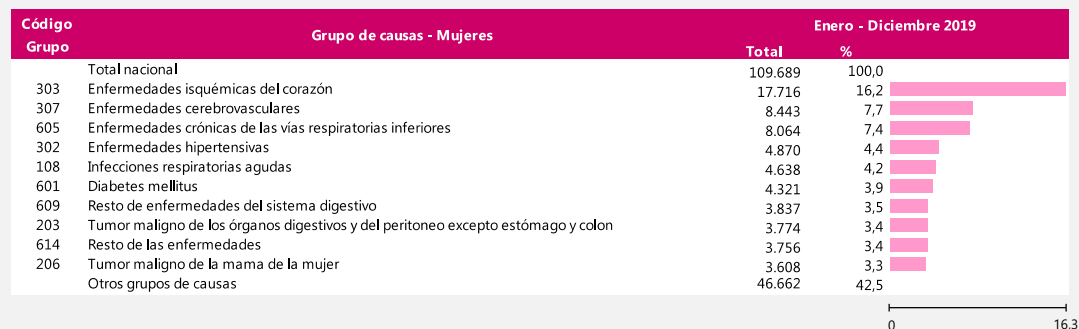 Código Grupo Grupo de causas - Mujeres Enero - Diciembre 2019
Total %
Total nacional 109.689 100,0
303 Enfermedades isquémicas del corazón 17.716 16,2
307 Enfermedades cerebrovasculares 8.443 7,7
605 Enfermedades crónicas de las vías respiratorias inferiores 8.064 7,4
302 Enfermedades hipertensivas 4.870 4,4
108 Infecciones respiratorias agudas 4.638 4,2
601 Diabetes mellitus 4.321 3,9
609 Resto de enfermedades del sistema digestivo 3.837 3,5
203 Tumor maligno de los órganos digestivos y del peritoneo excepto estómago y colon 3.774 3,4
614 Resto de las enfermedades 3.756 3,4
206 Tumor maligno de la mama de la mujer 3.608 3,3
Otros grupos de causas 46.662 42,5
0 16,3